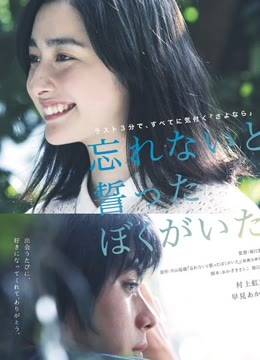 ラスト3分で、すべてに気付く『さよなら』
忘れないと
誓った
ぼくがいた
出会うたびに、
好きになってくれて、ありがとう。
村上虹
早見あか